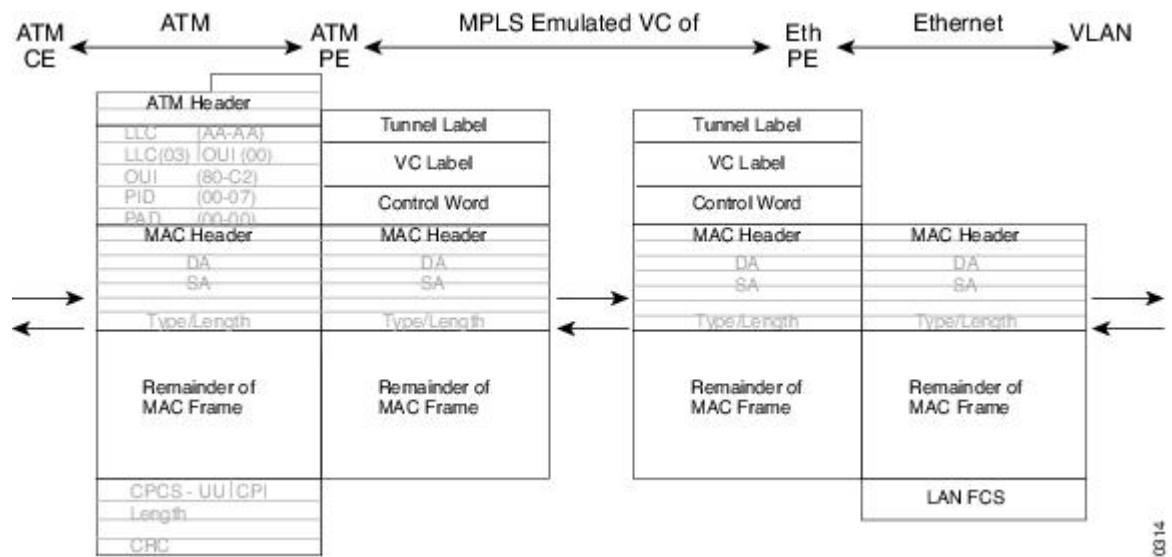 ATM CE
ATM
ATM PE
MPLS Emulated VC of
Eth PE
Ethernet
VLAN
ATM Header
LLC (AA-AA)
LLC(03) | OUI (00)
OUI (80-C2)
PID (00-07)
PAD (00-00)
MAC Header
DA
SA
Type/Length
Remainder of
MAC Frame
CPCS - UU | CPI
Length
CRC
Tunnel Label
VC Label
Control Word
MAC Header
DA
SA
Type/Length
Remainder of
MAC Frame
Tunnel Label
VC Label
Control Word
MAC Header
DA
SA
Type/Length
Remainder of
MAC Frame
MAC Header
DA
SA
Type/Length
Remainder of
MAC Frame
LAN FCS
0314